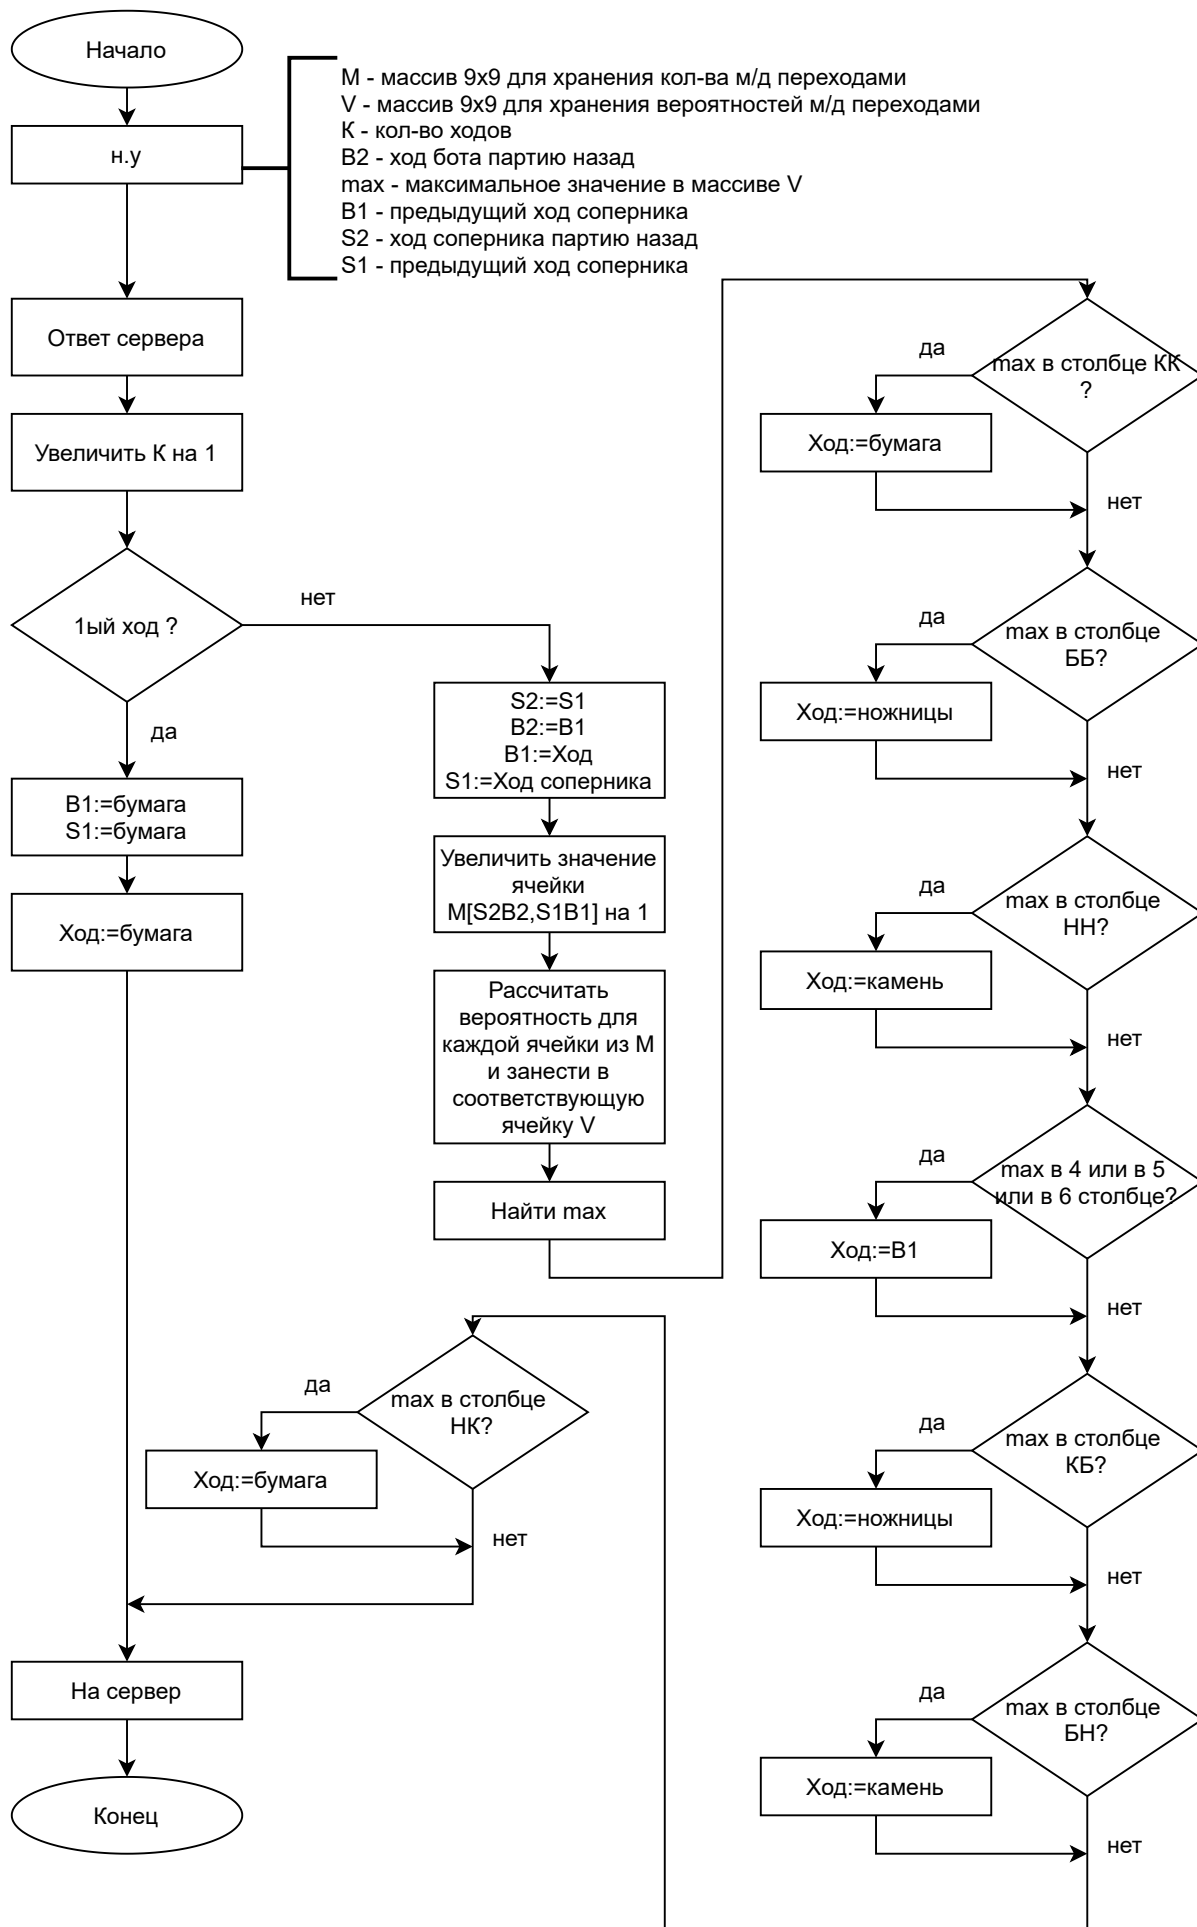 Начало
М - массив 9х9 для хранения кол-ва м/д переходами
V - массив 9х9 для хранения вероятностей м/д переходами
К - кол-во ходов
В2 - ход бота партию назад
max - максимальное значение в массиве V
В1 - предыдущий ход соперника
S2 - ход соперника партию назад
S1 - предыдущий ход соперника
н.у
Ответ сервера
Увеличить К на 1
1ый ход ?
нет
да
В1:=бумага
S1:=бумага
Ход:=бумага
S2:=S1
B2:=B1
B1:=Ход
S1:=Ход соперника
Увеличить значение
ячейки
M[S2B2,S1B1] на 1
Рассчитать
вероятность для
каждой ячейки из М
и занести в
соответствующую
ячейку V
Найти max
max в столбце КК
?
да
Ход:=бумага
нет
max в столбце
ББ?
да
Ход:=ножницы
нет
max в столбце
НН?
да
Ход:=камень
нет
max в 4 или в 5
или в 6 столбце?
да
Ход:=В1
нет
max в столбце
КБ?
да
Ход:=ножницы
нет
max в столбце
БН?
да
Ход:=камень
нет
max в столбце
НК?
да
Ход:=бумага
нет
На сервер
Конец